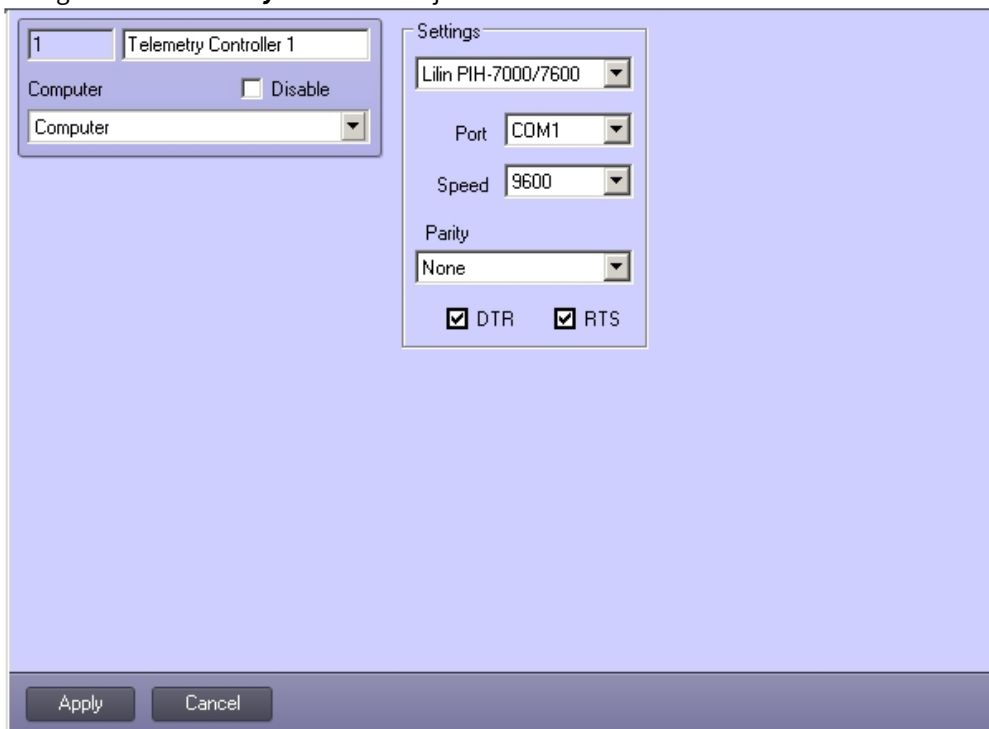 1
Telemetry Controller 1
Computer
Disable
Computer
Settings
Lilin PIH-7000/7600
Port COM1
Speed 9600
Parity
None
DTR RTS
Apply Cancel